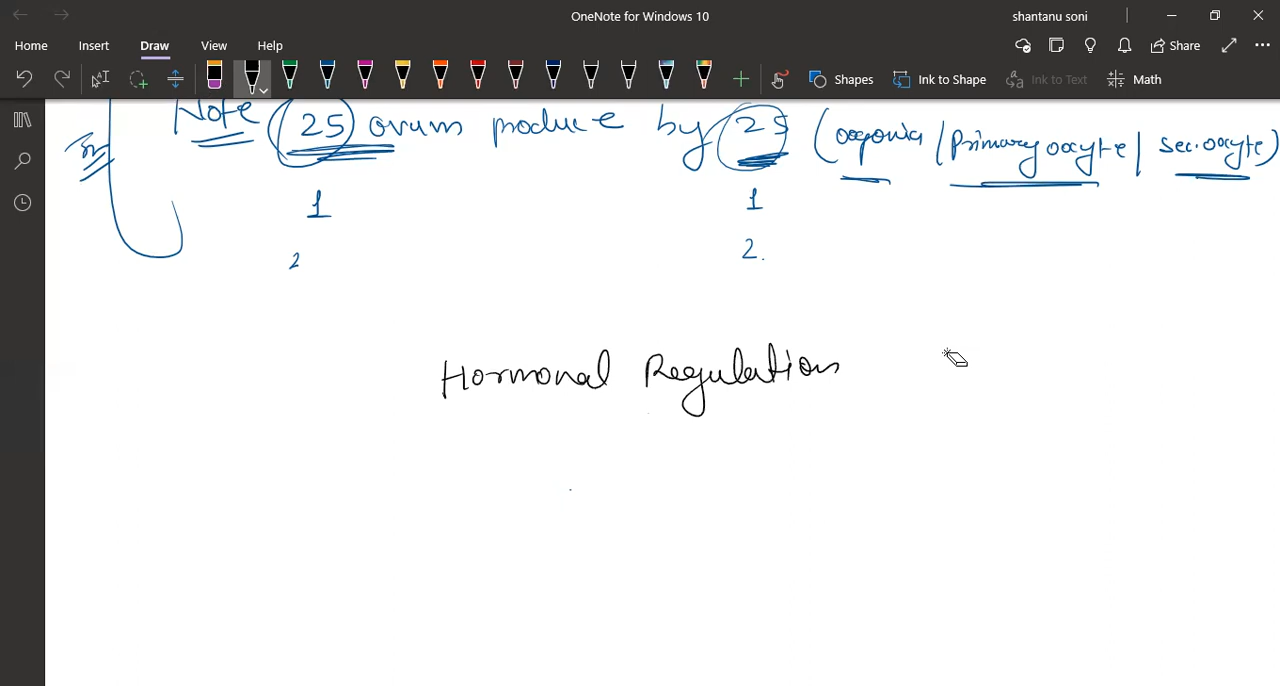 OneNote for Windows 10
shantanu soni
Home Insert Draw View Help
Share
Shapes Ink to Shape Ink to Text Math
Note 25 ovum produce by 25 (oogonia / Primary oocyte / sec. oocyte)
1 1
2 2.
Hormonal Regulation